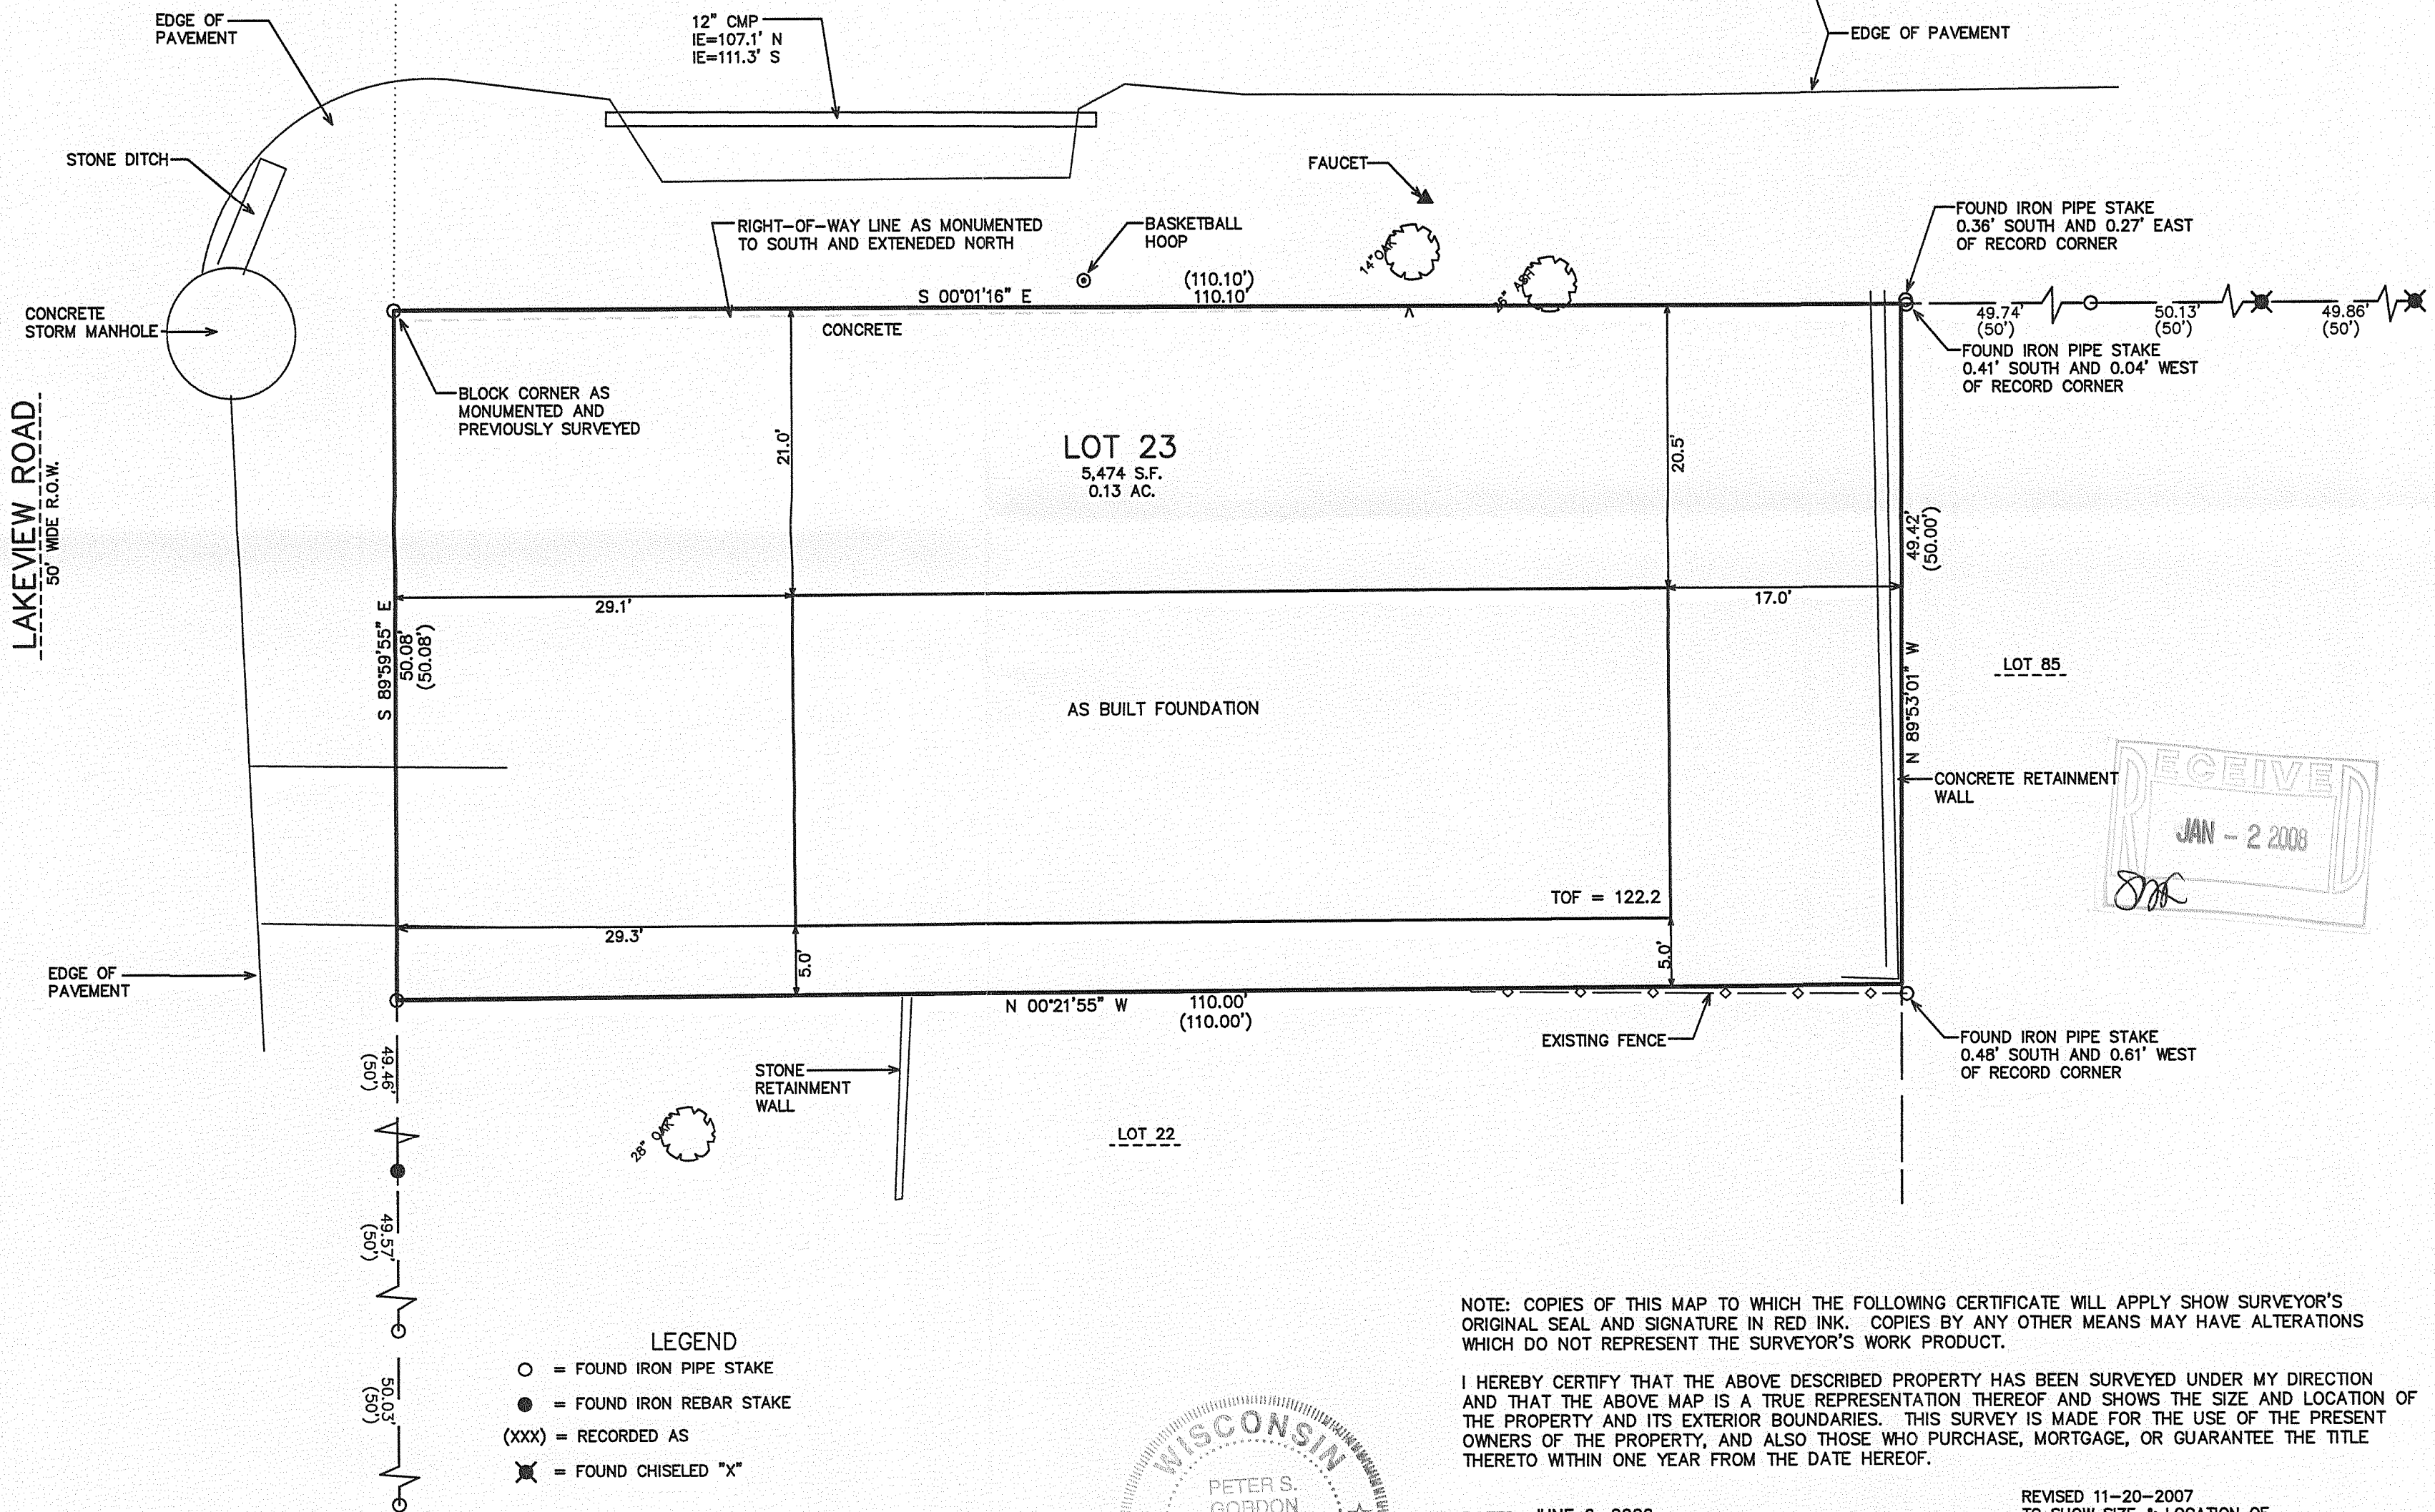 EDGE OF
PAVEMENT
12" CMP
IE=107.1' N
IE=111.3' S
EDGE OF PAVEMENT
STONE DITCH
FAUCET
RIGHT-OF-WAY LINE AS MONUMENTED
TO SOUTH AND EXTENEDED NORTH
BASKETBALL
HOOP
14" OAK
26" ASH
FOUND IRON PIPE STAKE
0.36' SOUTH AND 0.27' EAST
OF RECORD CORNER
S 00°01'16" E
(110.10')
110.10'
CONCRETE
STORM MANHOLE
CONCRETE
49.74'
(50')
50.13'
(50')
49.86'
(50')
FOUND IRON PIPE STAKE
0.41' SOUTH AND 0.04' WEST
OF RECORD CORNER
BLOCK CORNER AS
MONUMENTED AND
PREVIOUSLY SURVEYED
LAKEVIEW ROAD
50' WIDE R.O.W.
21.0'
LOT 23
5,474 S.F.
0.13 AC.
20.5'
49.42'
(50.00')
29.1'
17.0'
S 89°59'55" E
50.08'
(50.08')
N 89°53'01" W
LOT 85
AS BUILT FOUNDATION
CONCRETE RETAINMENT
WALL
RECEIVED
JAN - 2 2008
TOF = 122.2
29.3'
5.0'
5.0'
EDGE OF
PAVEMENT
N 00°21'55" W
110.00'
(110.00')
EXISTING FENCE
FOUND IRON PIPE STAKE
0.48' SOUTH AND 0.61' WEST
OF RECORD CORNER
49.46'
(50')
STONE
RETAINMENT
WALL
28" OAK
LOT 22
49.57'
(50')
50.03'
(50')
LEGEND
= FOUND IRON PIPE STAKE
= FOUND IRON REBAR STAKE
(XXX) = RECORDED AS
= FOUND CHISELED "X"
WISCONSIN
PETER S.
GORDON
NOTE: COPIES OF THIS MAP TO WHICH THE FOLLOWING CERTIFICATE WILL APPLY SHOW SURVEYOR'S
ORIGINAL SEAL AND SIGNATURE IN RED INK. COPIES BY ANY OTHER MEANS MAY HAVE ALTERATIONS
WHICH DO NOT REPRESENT THE SURVEYOR'S WORK PRODUCT.
I HEREBY CERTIFY THAT THE ABOVE DESCRIBED PROPERTY HAS BEEN SURVEYED UNDER MY DIRECTION
AND THAT THE ABOVE MAP IS A TRUE REPRESENTATION THEREOF AND SHOWS THE SIZE AND LOCATION OF
THE PROPERTY AND ITS EXTERIOR BOUNDARIES. THIS SURVEY IS MADE FOR THE USE OF THE PRESENT
OWNERS OF THE PROPERTY, AND ALSO THOSE WHO PURCHASE, MORTGAGE, OR GUARANTEE THE TITLE
THERETO WITHIN ONE YEAR FROM THE DATE HEREOF.
REVISED 11-20-2007
TO SHOW SIZE & LOCATION OF